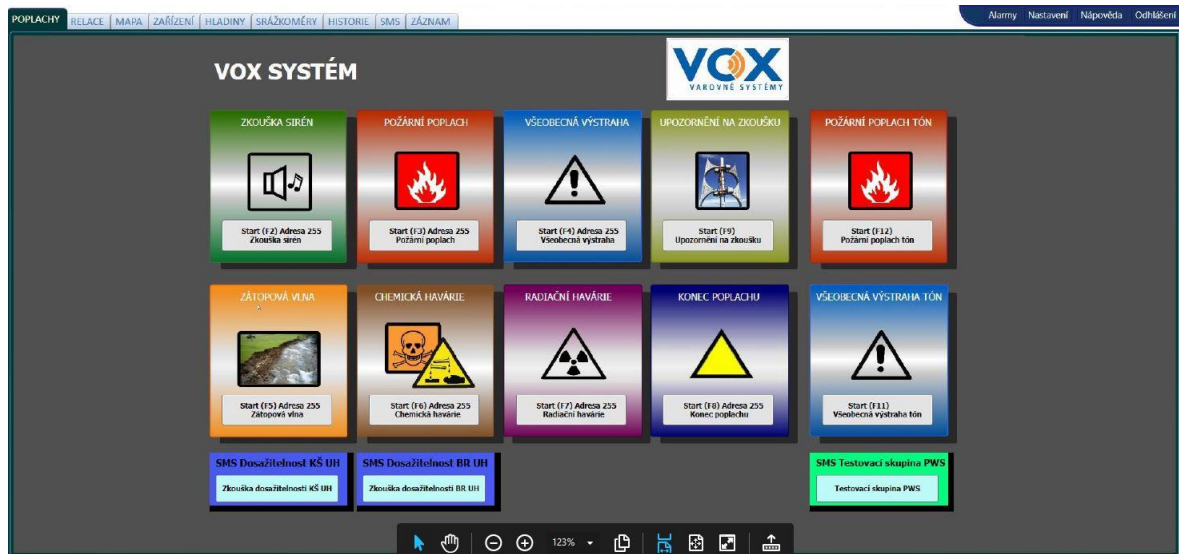 POPLACHY RELACE MAPA ZAŘÍZENÍ HLADINY SRÁŽKOMĚRY HISTORIE SMS ZÁZNAM
Alarmy Nastavení Nápověda Odhlášení
VOX SYSTÉM
VOX
VAROVNÉ SYSTÉMY
ZKOUŠKA SIRÉN
Start (F2) Adresa 255
Zkouška sirén
POŽÁRNÍ POPLACH
Start (F3) Adresa 255
Požární poplach
VŠEOBECNÁ VÝSTRAHA
Start (F4) Adresa 255
Všeobecná výstraha
UPOZORNĚNÍ NA ZKOUŠKU
Start (F9)
Upozornění na zkoušku
POŽÁRNÍ POPLACH TÓN
Start (F12)
Požární poplach tón
ZÁTOPOVÁ VLNA
Start (F5) Adresa 255
Zátopová vlna
CHEMICKÁ HAVÁRIE
Start (F6) Adresa 255
Chemická havárie
RADIAČNÍ HAVÁRIE
Start (F7) Adresa 255
Radiační havárie
KONEC POPLACHU
Start (F8) Adresa 255
Konec poplachu
VŠEOBECNÁ VÝSTRAHA TÓN
Start (F11)
Všeobecná výstraha tón
SMS Dosažitelnost KŠ UH
Zkouška dosažitelnosti KŠ UH
SMS Dosažitelnost BR UH
Zkouška dosažitelnosti BR UH
SMS Testovací skupina PWS
Testovací skupina PWS
123%